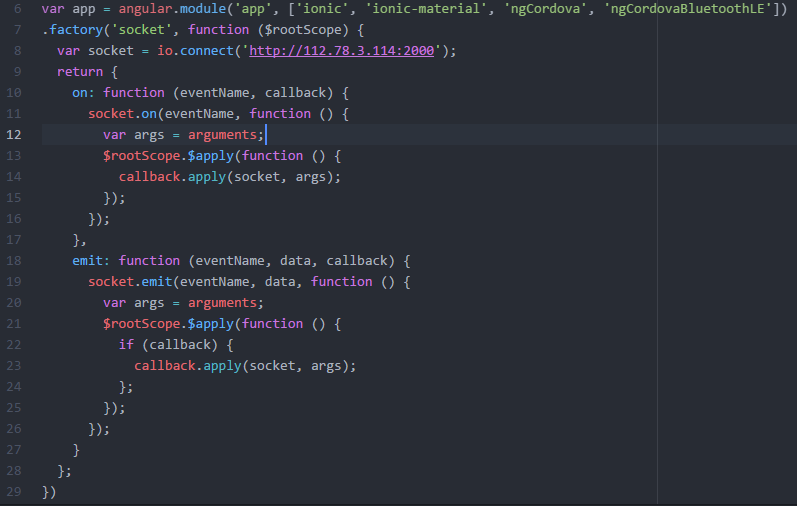 6 var app = angular.module('app', ['ionic', 'ionic-material', 'ngCordova', 'ngCordovaBluetoothLE'])
7 .factory('socket', function ($rootScope) {
8   var socket = io.connect('http://112.78.3.114:2000');
9   return {
10     on: function (eventName, callback) {
11       socket.on(eventName, function () {
12         var args = arguments;
13         $rootScope.$apply(function () {
14           callback.apply(socket, args);
15         });
16       });
17     },
18     emit: function (eventName, data, callback) {
19       socket.emit(eventName, data, function () {
20         var args = arguments;
21         $rootScope.$apply(function () {
22           if (callback) {
23             callback.apply(socket, args);
24           };
25         });
26       });
27     }
28   };
29 })